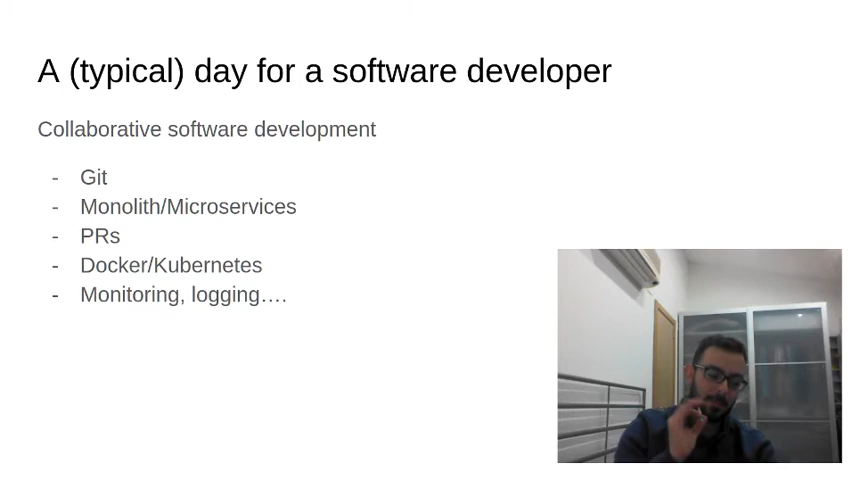 A (typical) day for a software developer
Collaborative software development
- Git
- Monolith/Microservices
- PRs
- Docker/Kubernetes
- Monitoring, logging….